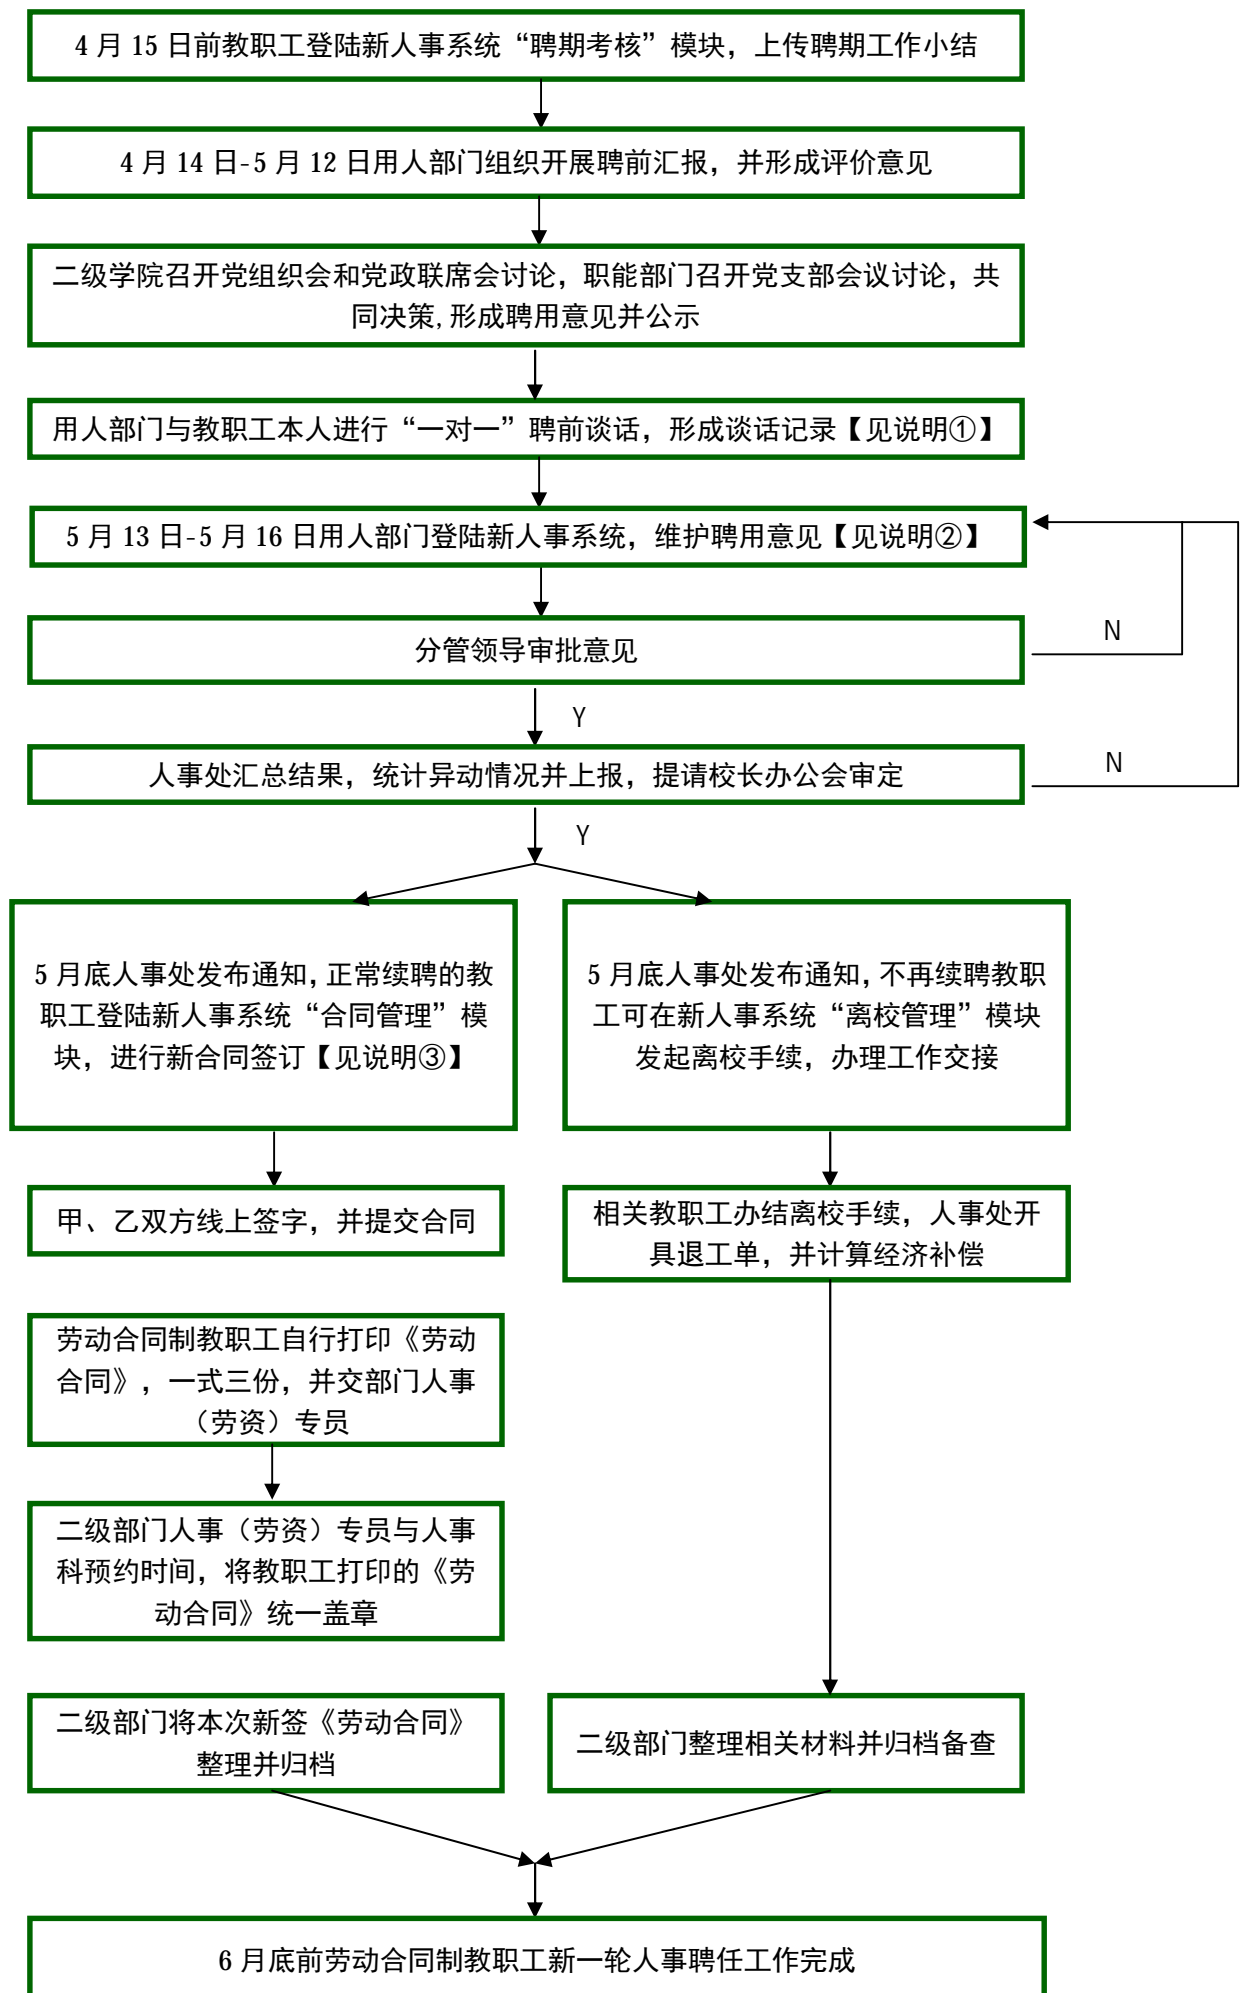 4 月 15 日前教职工登陆新人事系统“聘期考核”模块，上传聘期工作小结
4 月 14 日-5 月 12 日用人部门组织开展聘前汇报，并形成评价意见
二级学院召开党组织会和党政联席会讨论，职能部门召开党支部会议讨论，共
同决策,形成聘用意见并公示
用人部门与教职工本人进行“一对一”聘前谈话，形成谈话记录【见说明①】
5 月 13 日-5 月 16 日用人部门登陆新人事系统，维护聘用意见【见说明②】
分管领导审批意见
N
Y
人事处汇总结果，统计异动情况并上报，提请校长办公会审定
N
Y
5 月底人事处发布通知,正常续聘的教
职工登陆新人事系统“合同管理”模
块，进行新合同签订【见说明③】
5 月底人事处发布通知,不再续聘教职
工可在新人事系统“离校管理”模块
发起离校手续，办理工作交接
甲、乙双方线上签字，并提交合同
相关教职工办结离校手续，人事处开
具退工单，并计算经济补偿
劳动合同制教职工自行打印《劳动
合同》，一式三份，并交部门人事
（劳资）专员
二级部门人事（劳资）专员与人事
科预约时间，将教职工打印的《劳
动合同》统一盖章
二级部门将本次新签《劳动合同》
整理并归档
二级部门整理相关材料并归档备查
6 月底前劳动合同制教职工新一轮人事聘任工作完成